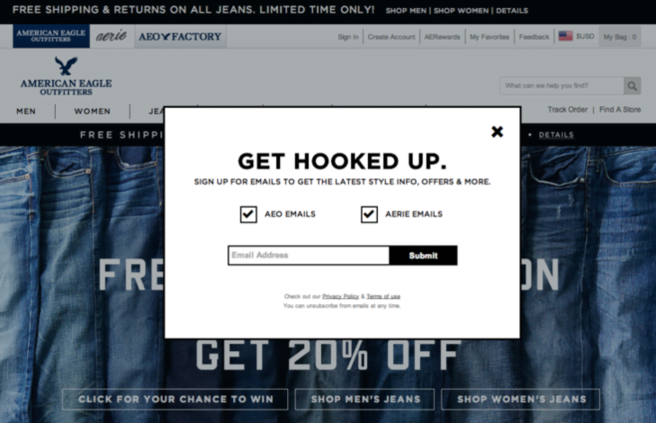 FREE SHIPPING & RETURNS ON ALL JEANS. LIMITED TIME ONLY! SHOP MEN | SHOP WOMEN | DETAILS
AMERICAN EAGLE OUTFITTERS aerie AEO FACTORY Sign In | Create Account | AERewards | My Favorites | Feedback | $USD My Bag : 0
AMERICAN EAGLE
OUTFITTERS
What can we help you find?
MEN | WOMEN | JEA
Track Order | Find A Store
FREE SHIPPI • DETAILS
GET HOOKED UP.
SIGN UP FOR EMAILS TO GET THE LATEST STYLE INFO, OFFERS & MORE.
AEO EMAILS AERIE EMAILS
Email Address Submit
Check out our Privacy Policy & Terms of use
You can unsubscribe from emails at any time.
FRE ON
GET 20% OFF
CLICK FOR YOUR CHANCE TO WIN SHOP MEN'S JEANS SHOP WOMEN'S JEANS